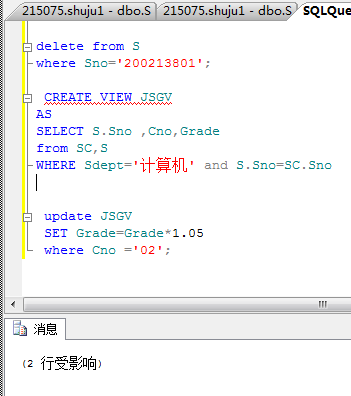 215075.shuju1 - dbo.S 215075.shuju1 - dbo.S SQLQue
delete from S
where Sno='200213801';
CREATE VIEW JSGV
AS
SELECT S.Sno ,Cno,Grade
from SC,S
WHERE Sdept='计算机' and S.Sno=SC.Sno
update JSGV
SET Grade=Grade*1.05
where Cno ='02';
消息
(2 行受影响)